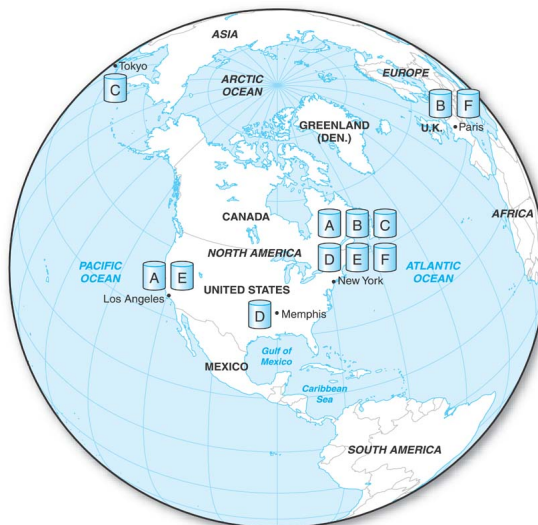 ASIA
Tokyo
C
ARCTIC
OCEAN
EUROPE
B F
U.K.
Paris
GREENLAND
(DEN.)
AFRICA
CANADA
A B C
NORTH AMERICA
D E F
PACIFIC
OCEAN
ATLANTIC
OCEAN
A E
Los Angeles
UNITED STATES
New York
D
Memphis
Gulf of
Mexico
MEXICO
Caribbean
Sea
SOUTH AMERICA